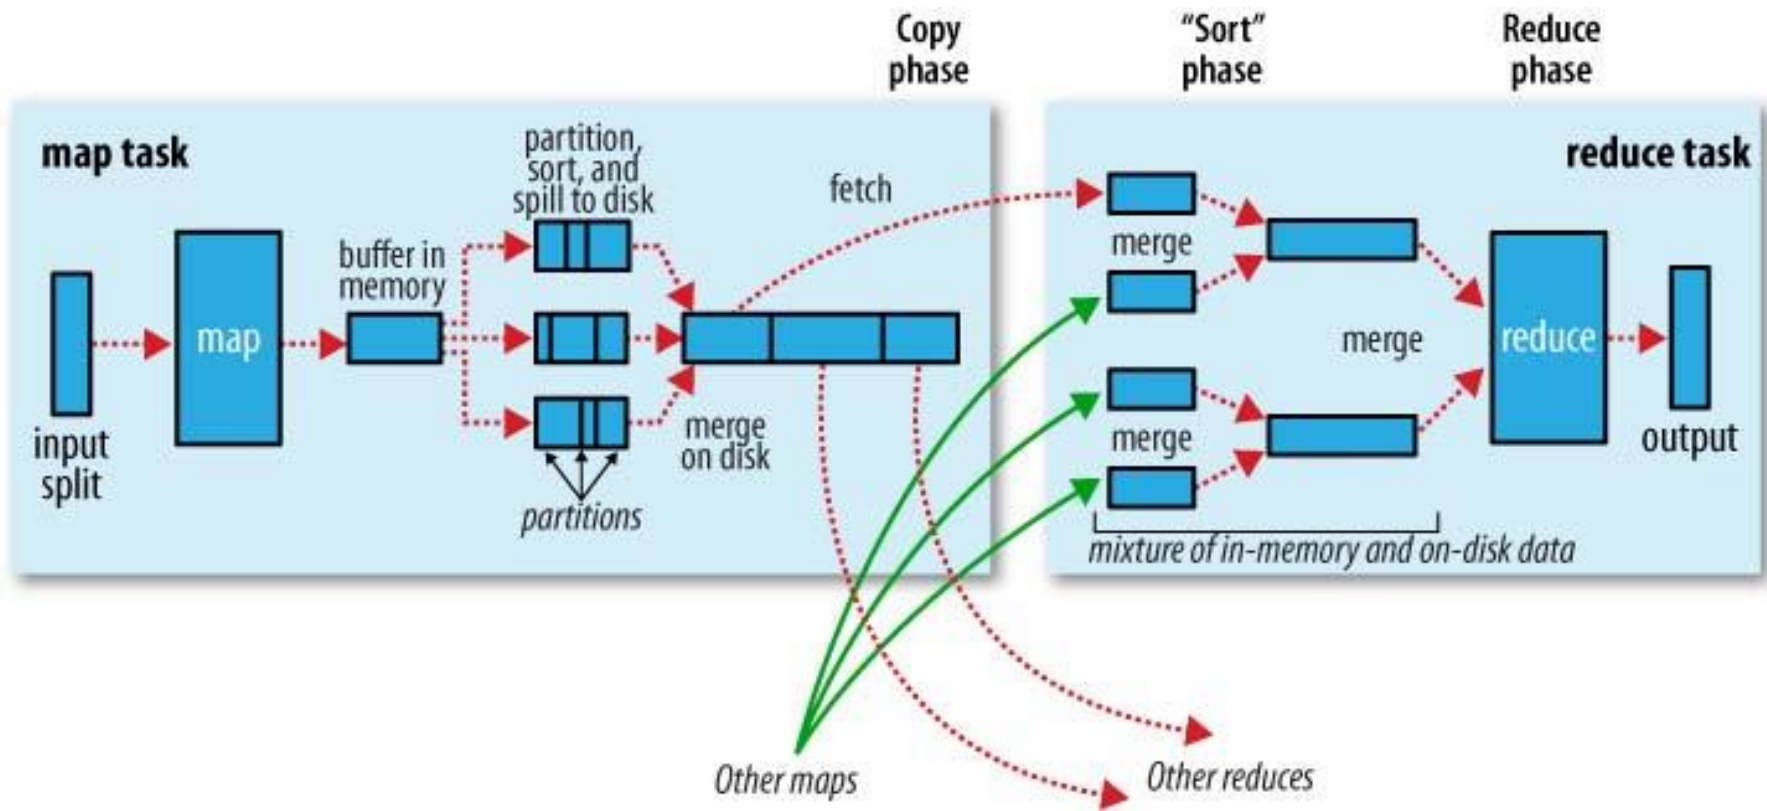 Copy
phase
“Sort”
phase
Reduce
phase
map task
partition,
sort, and
spill to disk
fetch
buffer in
memory
map
input
split
merge
on disk
partitions
reduce task
merge
merge
merge
reduce
output
mixture of in-memory and on-disk data
Other maps
Other reduces